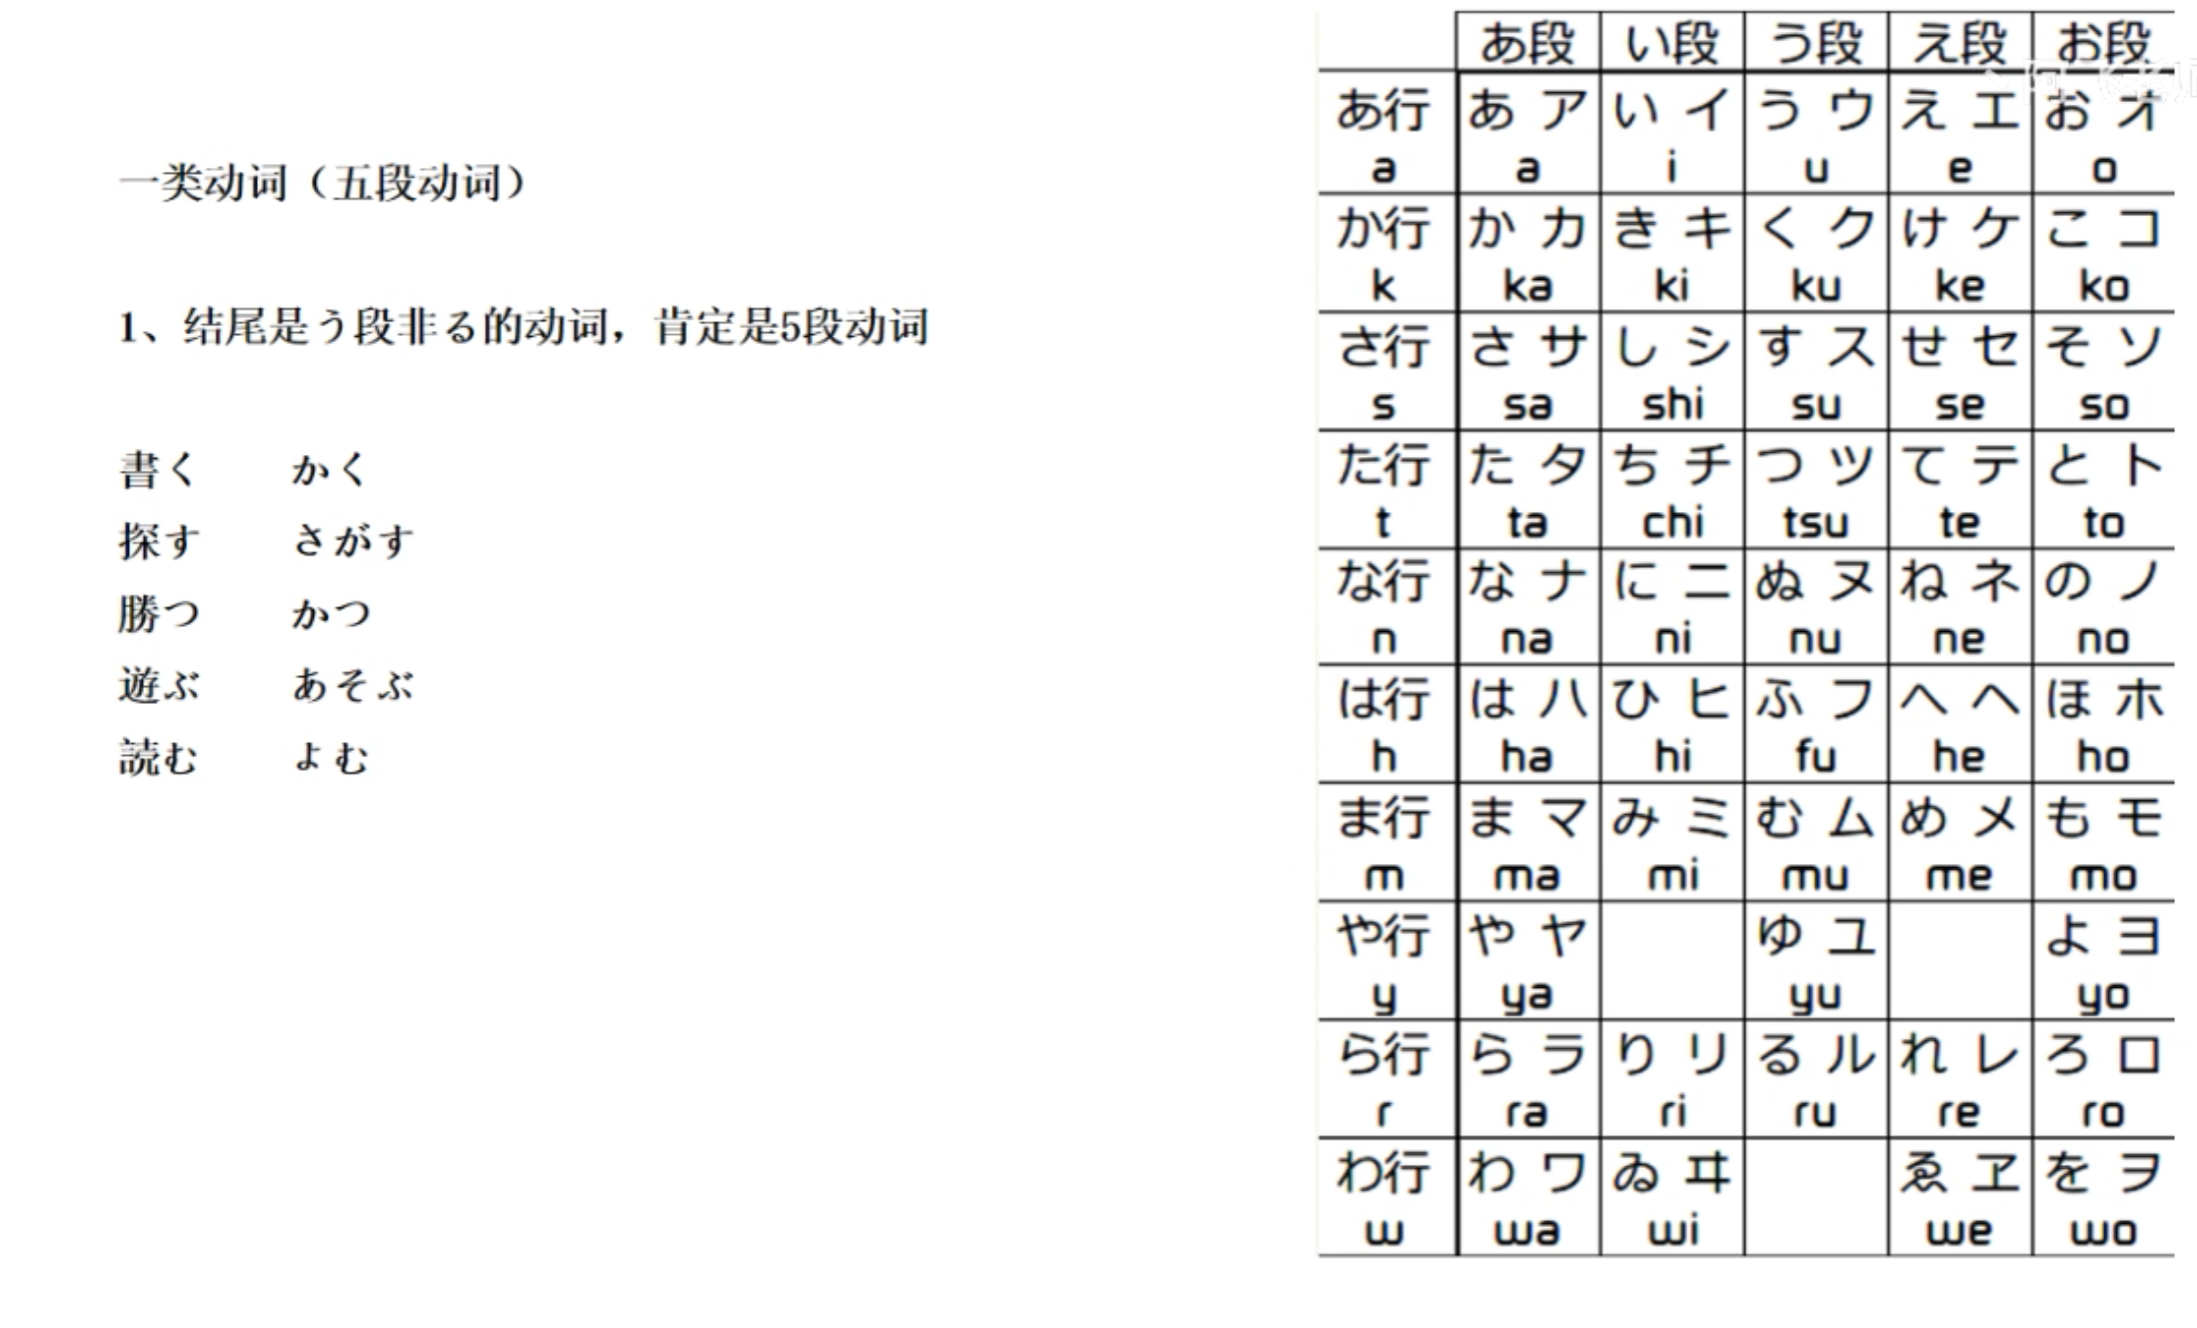 一类动词（五段动词）
1、结尾是う段非る的动词，肯定是5段动词
書く かく
探す さがす
勝つ かつ
遊ぶ あそぶ
読む よむ
あ段 い段 う段 え段 お段
あ行 あ ア い イ う ウ え エ お オ
a a i u e o
か行 か カ き キ く ク け ケ こ コ
k ka ki ku ke ko
さ行 さ サ し シ す ス せ セ そ ソ
s sa shi su se so
た行 た タ ち チ つ ツ て テ と ト
t ta chi tsu te to
な行 な ナ に ニ ぬ ヌ ね ネ の ノ
n na ni nu ne no
は行 は ハ ひ ヒ ふ フ へ ヘ ほ ホ
h ha hi fu he ho
ま行 ま マ み ミ む ム め メ も モ
m ma mi mu me mo
や行 や ヤ ゆ ユ よ ヨ
y ya yu yo
ら行 ら ラ り リ る ル れ レ ろ ロ
r ra ri ru re ro
わ行 わ ワ ゐ ヰ ゑ ヱ を ヲ
w wa wi we wo